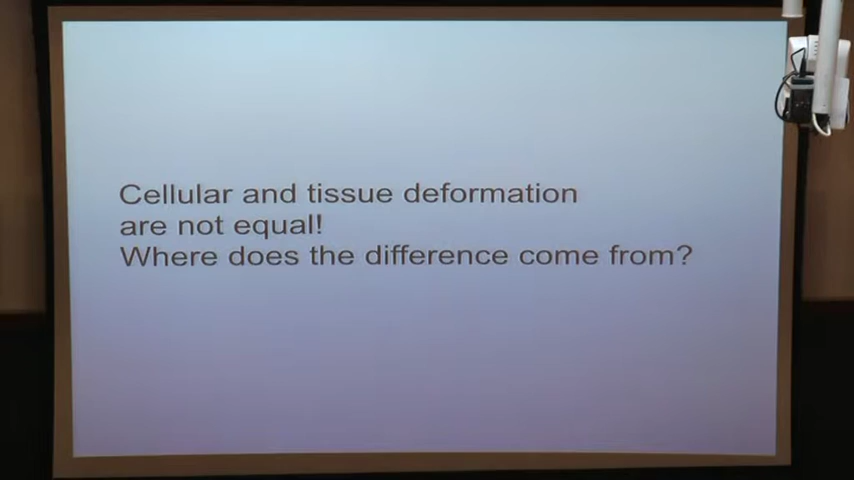 Cellular and tissue deformation
are not equal!
Where does the difference come from?